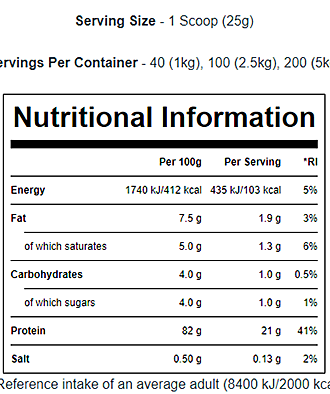 Serving Size - 1 Scoop (25g)
Per Container - 40 (1kg), 100 (2.5kg), 200
Nutritional Information
Per 100g Per Serving *RI
Energy 1740 kJ/412 kcal 435 kJ/103 kcal 5%
Fat 7.5 g 1.9 g 3%
of which saturates 5.0 g 1.3 g 6%
Carbohydrates 4.0 g 1.0 g 0.5%
of which sugars 4.0 g 1.0 g 1%
Protein 82 g 21 g 41%
Salt 0.50 g 0.13 g 2%
Reference intake of an average adult (8400 kJ/2000